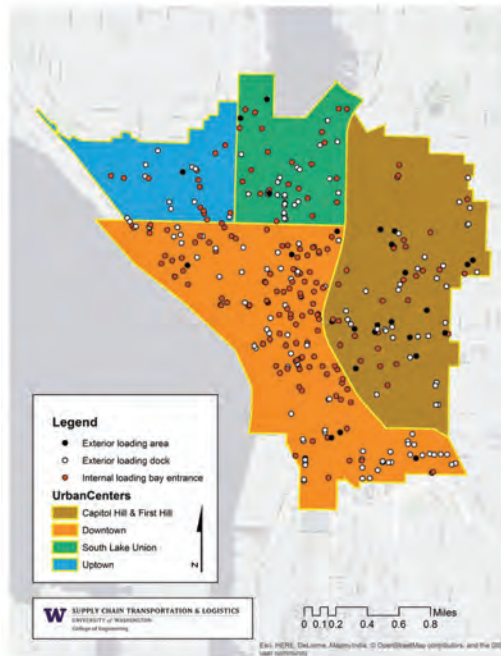 Legend
Exterior loading area
Exterior loading dock
Internal loading bay entrance
UrbanCenters
Capitol Hill & First Hill
Downtown
South Lake Union
Uptown
N
W
SUPPLY CHAIN TRANSPORTATION & LOGISTICS
UNIVERSITY OF WASHINGTON
College of Engineering
Miles
0 0.10.2 0.4 0.6 0.8
Esri, HERE, DeLorme, MapmyIndia, © OpenStreetMap contributors, and the GIS
user community